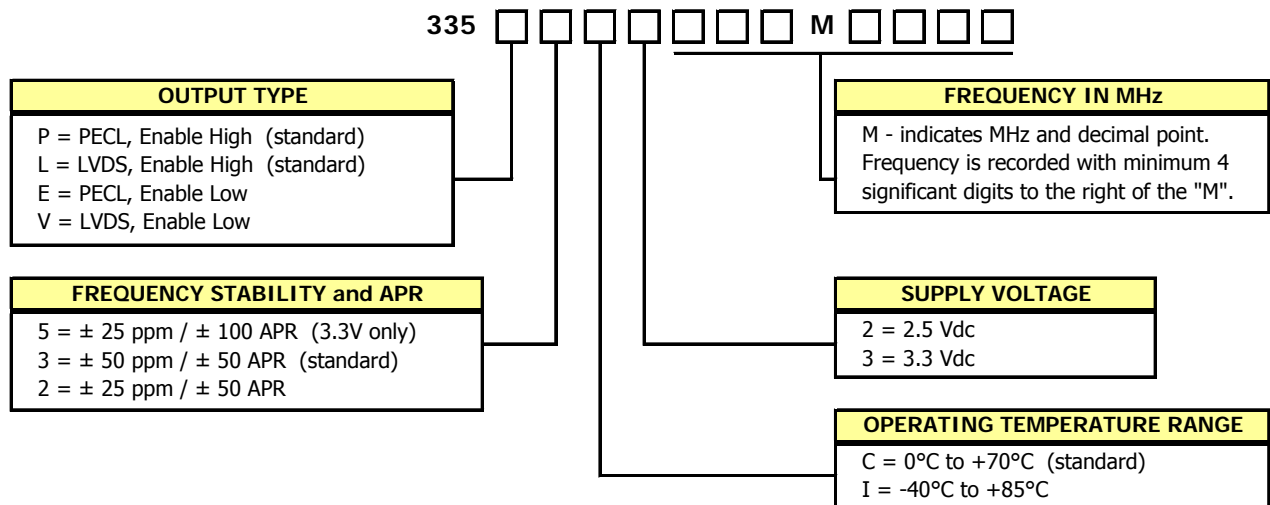 335 M
OUTPUT TYPE
P = PECL, Enable High (standard)
L = LVDS, Enable High (standard)
E = PECL, Enable Low
V = LVDS, Enable Low
FREQUENCY IN MHz
M - indicates MHz and decimal point.
Frequency is recorded with minimum 4
significant digits to the right of the "M".
FREQUENCY STABILITY and APR
5 = ± 25 ppm / ± 100 APR (3.3V only)
3 = ± 50 ppm / ± 50 APR (standard)
2 = ± 25 ppm / ± 50 APR
SUPPLY VOLTAGE
2 = 2.5 Vdc
3 = 3.3 Vdc
OPERATING TEMPERATURE RANGE
C = 0°C to +70°C (standard)
I = -40°C to +85°C